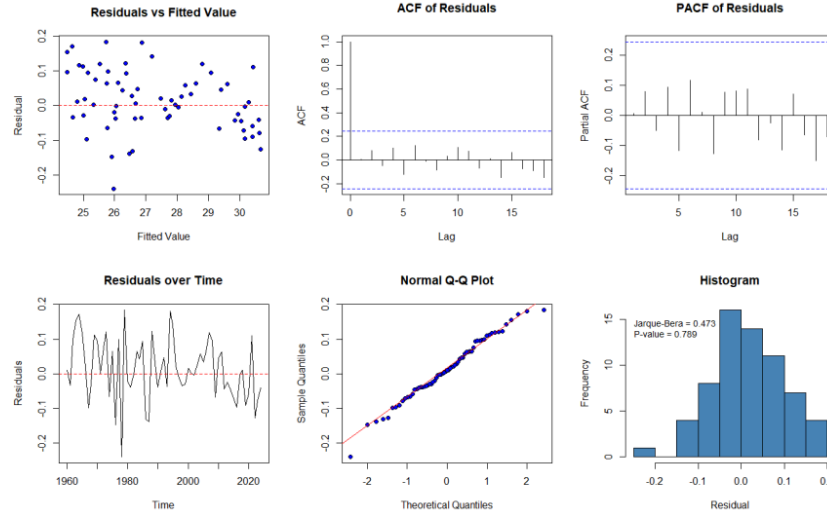 Residuals vs Fitted Value
Residual
0.2
0.1
0.0
-0.1
-0.2
25 26 27 28 29 30
Fitted Value
ACF of Residuals
ACF
1.0
0.8
0.6
0.4
0.2
0.0
-0.2
0 5 10 15
Lag
PACF of Residuals
Partial ACF
0.2
0.1
0.0
-0.1
-0.2
5 10 15
Lag
Residuals over Time
Residuals
0.2
0.1
0.0
-0.1
-0.2
1960 1980 2000 2020
Time
Normal Q-Q Plot
Sample Quantiles
0.2
0.1
0.0
-0.1
-0.2
-2 -1 0 1 2
Theoretical Quantiles
Histogram
Jarque-Bera = 0.473
P-value = 0.789
Frequency
15
10
5
0
-0.2 -0.1 0.0 0.1
Residual